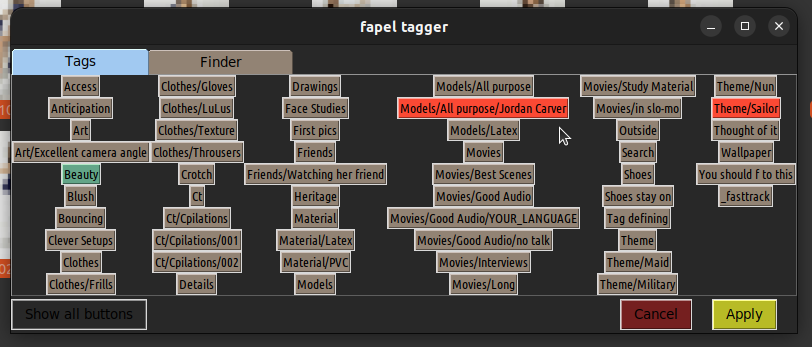 fapel tagger
Tags Finder
Access Clothes/Gloves Drawings Models/All purpose Movies/Study Material Theme/Nun
Anticipation Clothes/LuLus Face Studies Models/All purpose/Jordan Carver Movies/in slo-mo Theme/Sailor
Art Clothes/Texture First pics Models/Latex Outside Thought of it
Art/Excellent camera angle Clothes/Throusers Friends Movies Search Wallpaper
Beauty Crotch Friends/Watching her friend Movies/Best Scenes Shoes You should f to this
Blush Ct Heritage Movies/Good Audio Shoes stay on _fasttrack
Bouncing Ct/Cpilations Material Movies/Good Audio/YOUR_LANGUAGE Tag defining
Clever Setups Ct/Cpilations/001 Material/Latex Movies/Good Audio/no talk Theme
Clothes Ct/Cpilations/002 Material/PVC Movies/Interviews Theme/Maid
Clothes/Frills Details Models Movies/Long Theme/Military
Show all buttons Cancel Apply